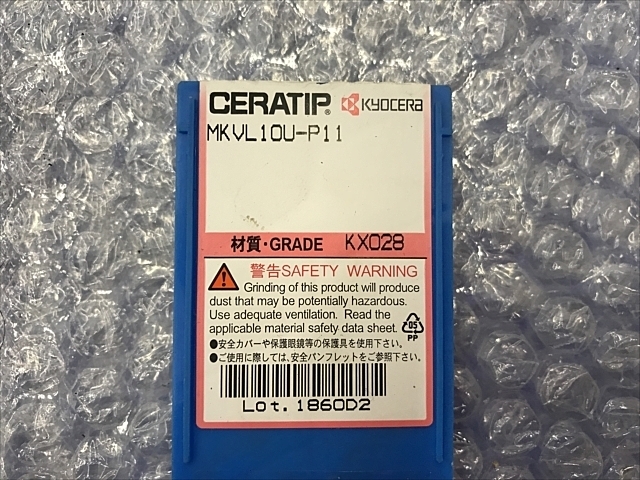 CERATIP® KYOCERA
MKVL10U-P11
材質・GRADE KX028
警告SAFETY WARNING
Grinding of this product will produce
dust that may be potentially hazardous.
Use adequate ventilation. Read the
applicable material safety data sheet.
05
PP
●安全カバーや保護眼鏡等の保護具を使用下さい。
●ご使用に際しては、安全パンフレットをご参照下さい。
Lot. 1860D2